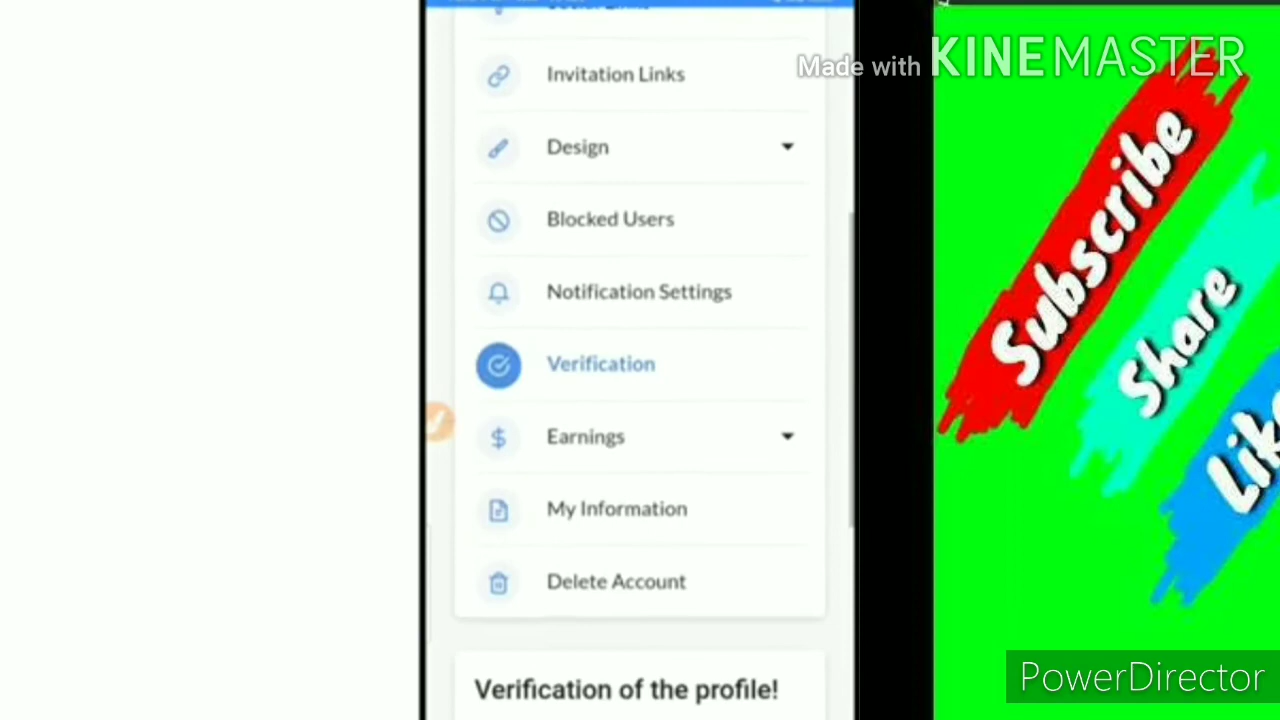 Invitation Links
Design
Blocked Users
Notification Settings
Verification
Earnings
My Information
Delete Account
Verification of the profile!
Made with KINEMASTER
Subscribe
Share
PowerDirector